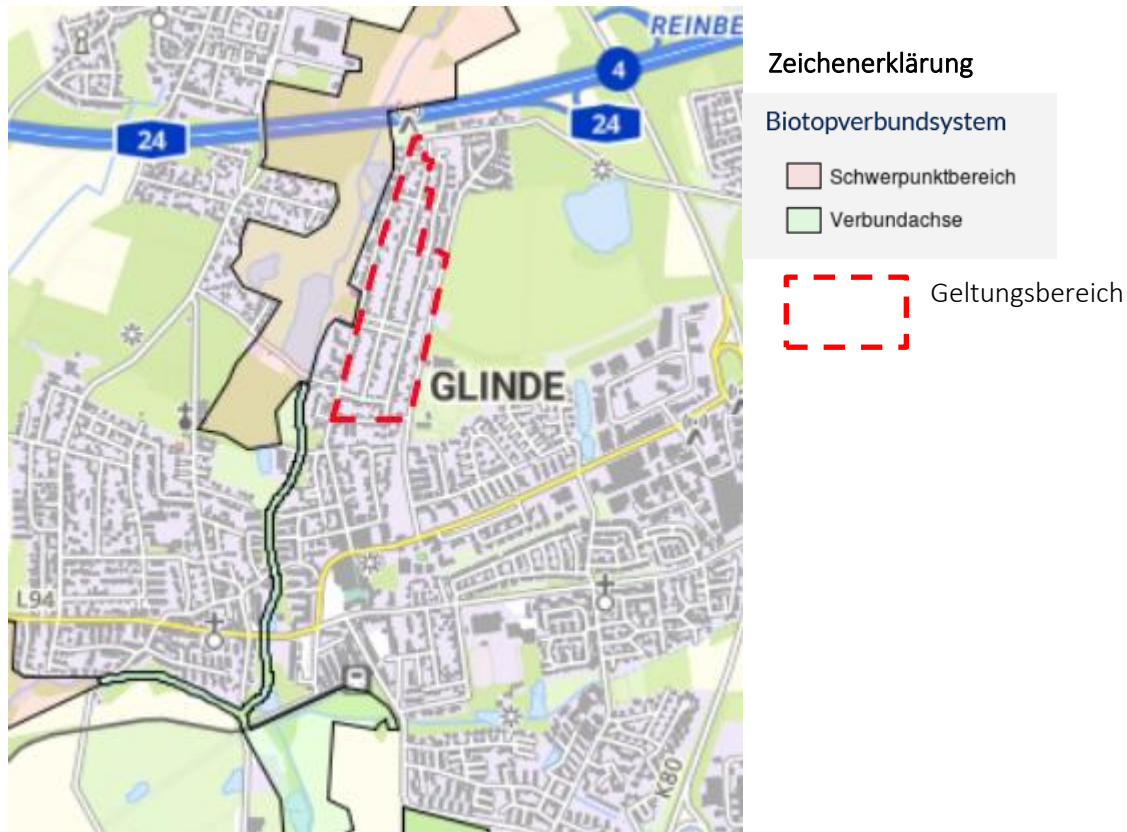 REINBE
4
24
24
GLINDE
L94
K80
Zeichenerklärung
Biotopverbundsystem
Schwerpunktbereich
Verbundachse
Geltungsbereich